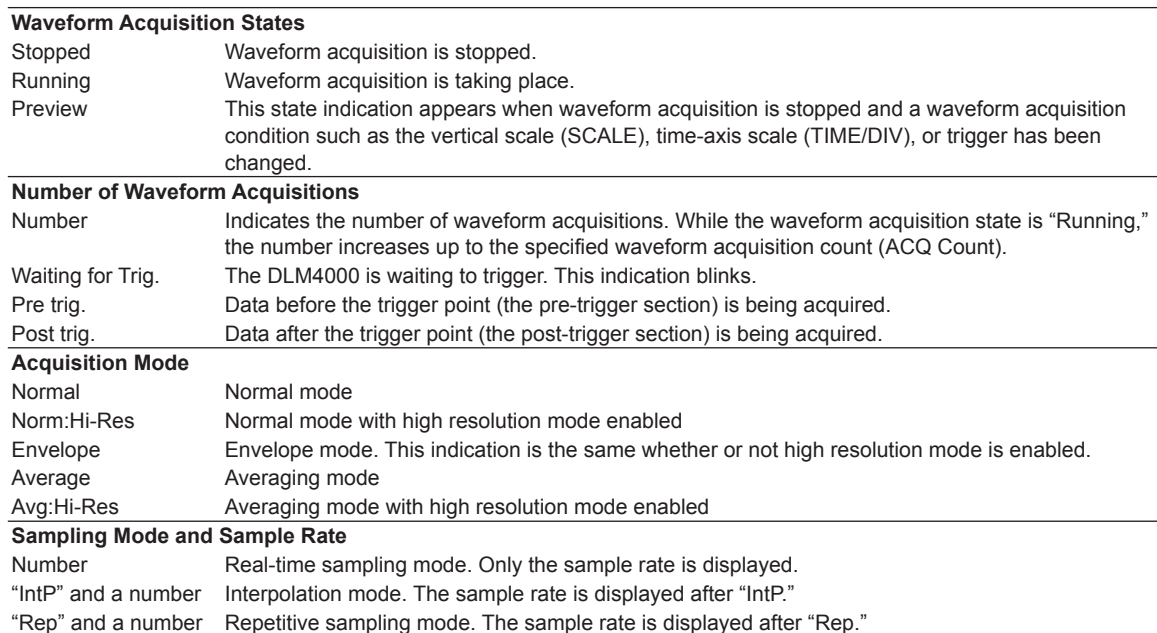 Waveform Acquisition States
Stopped Waveform acquisition is stopped.
Running Waveform acquisition is taking place.
Preview This state indication appears when waveform acquisition is stopped and a waveform acquisition
condition such as the vertical scale (SCALE), time-axis scale (TIME/DIV), or trigger has been
changed.
Number of Waveform Acquisitions
Number Indicates the number of waveform acquisitions. While the waveform acquisition state is “Running,”
the number increases up to the specified waveform acquisition count (ACQ Count).
Waiting for Trig. The DLM4000 is waiting to trigger. This indication blinks.
Pre trig. Data before the trigger point (the pre-trigger section) is being acquired.
Post trig. Data after the trigger point (the post-trigger section) is being acquired.
Acquisition Mode
Normal Normal mode
Norm:Hi-Res Normal mode with high resolution mode enabled
Envelope Envelope mode. This indication is the same whether or not high resolution mode is enabled.
Average Averaging mode
Avg:Hi-Res Averaging mode with high resolution mode enabled
Sampling Mode and Sample Rate
Number Real-time sampling mode. Only the sample rate is displayed.
“IntP” and a number Interpolation mode. The sample rate is displayed after “IntP.”
“Rep” and a number Repetitive sampling mode. The sample rate is displayed after “Rep.”